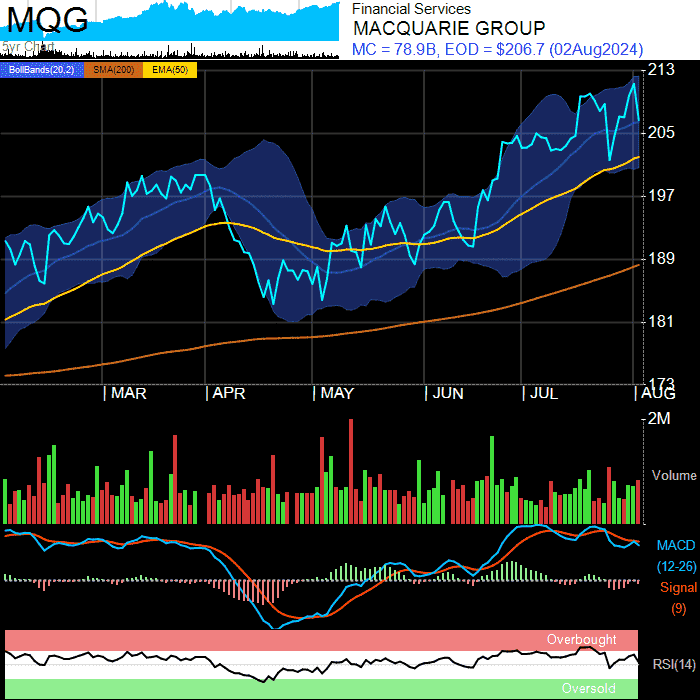 MQG
5yr Chart
Financial Services
MACQUARIE GROUP
MC = 78.9B, EOD = $206.7 (02Aug2024)
BollBands(20,2) SMA(200) EMA(50)
213
205
197
189
181
173
MAR APR MAY JUN JUL AUG
2M
Volume
MACD
(12-26)
Signal
(9)
Overbought
RSI(14)
Oversold